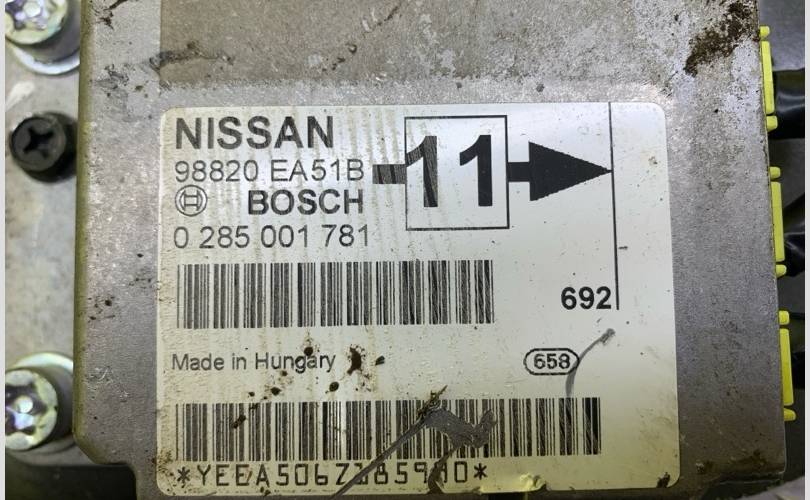 NISSAN
98820 EA51B
11
BOSCH
0 285 001 781
692
Made in Hungary
658